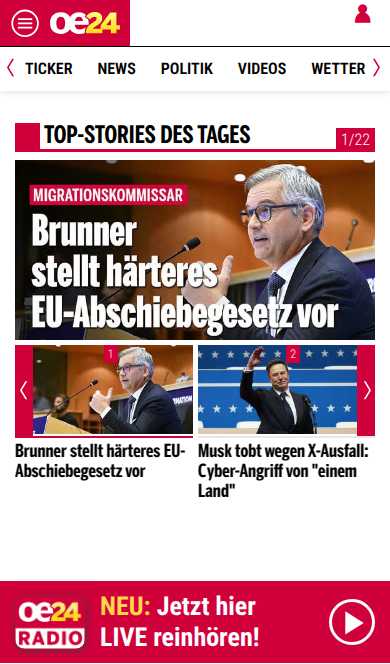 oe24
TICKER NEWS POLITIK VIDEOS WETTER
TOP-STORIES DES TAGES
1/22
MIGRATIONSKOMMISSAR
Brunner
stellt härteres
EU-Abschiebegesetz vor
1
2
Brunner stellt härteres EU-
Abschiebegesetz vor
Musk tobt wegen X-Ausfall:
Cyber-Angriff von "einem
Land"
oe24
RADIO
NEU: Jetzt hier
LIVE reinhören!